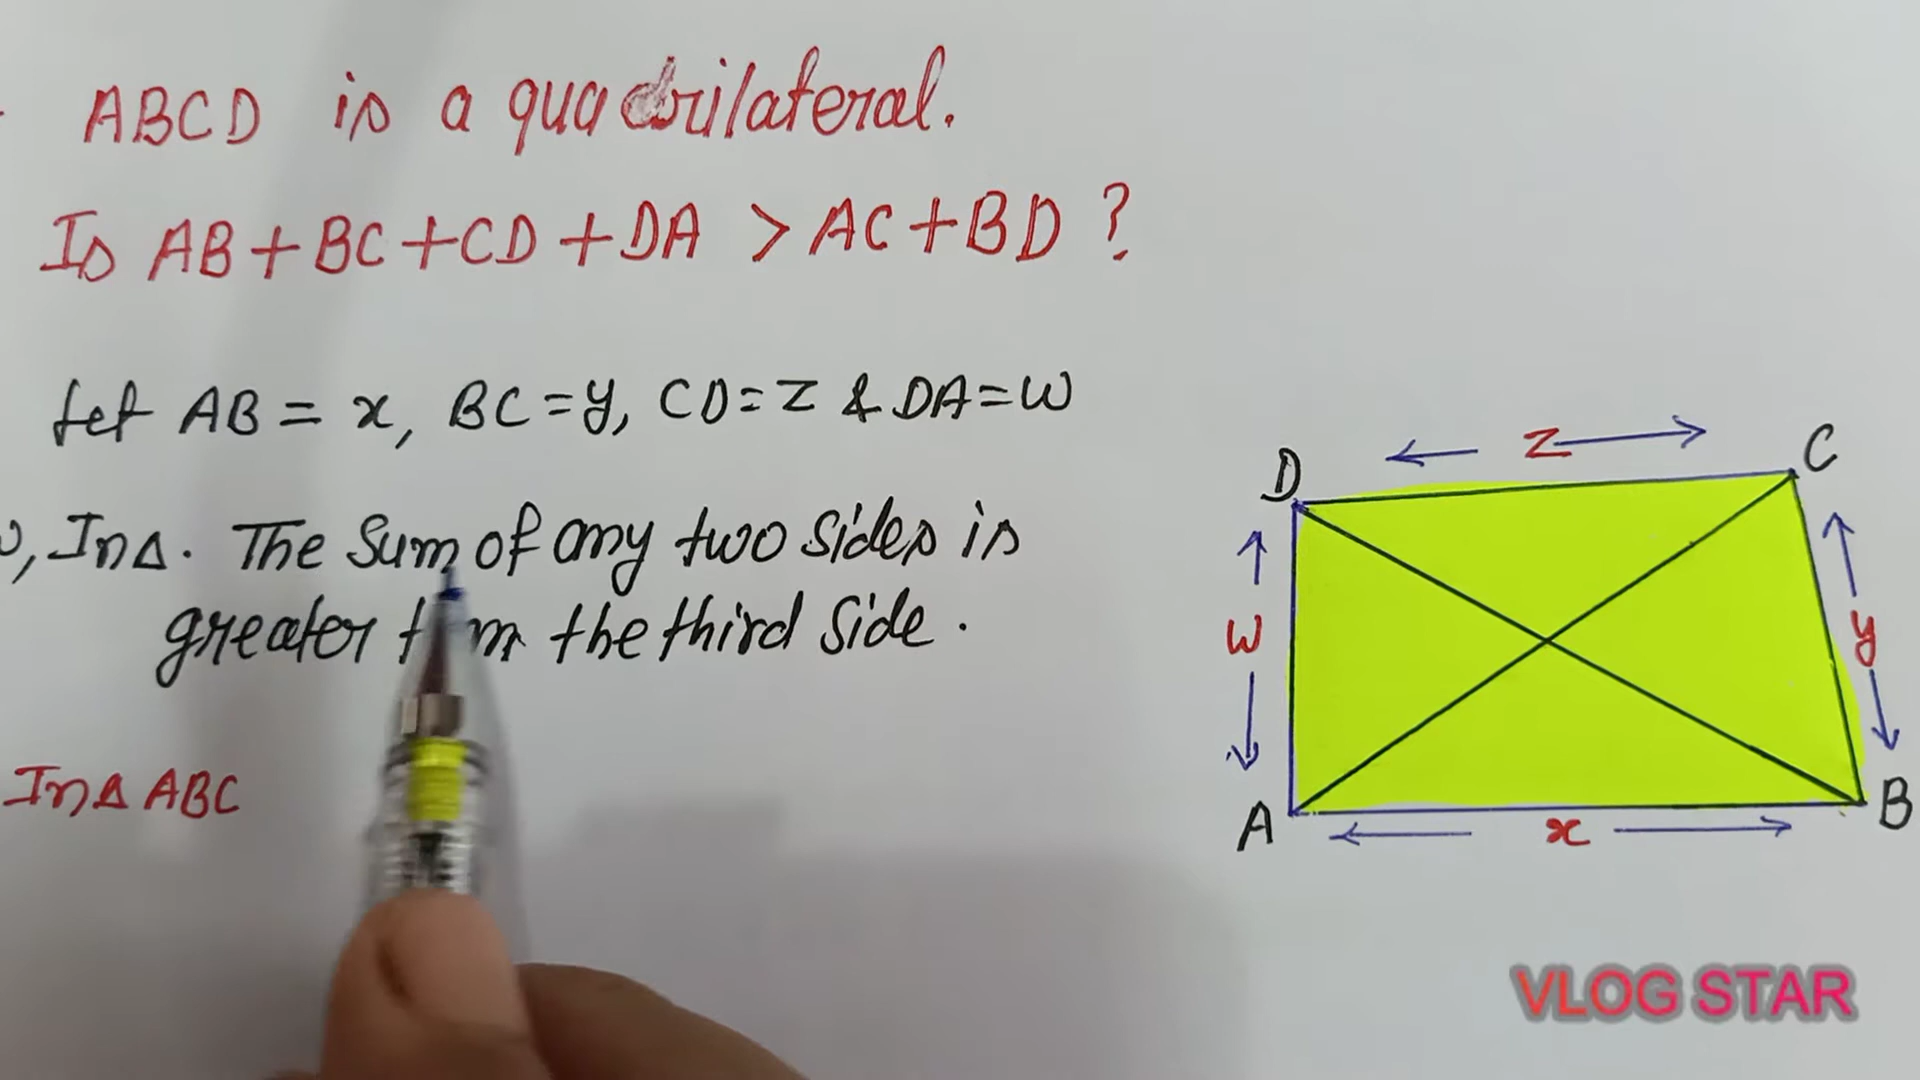 ABCD is a quadrilateral.
Is AB+BC+CD+DA > AC+BD ?
Let AB = x, BC=y, CD=z & DA=w
, In Δ. The Sum of any two sides is
greater the third Side.
In Δ ABC
D
z
C
w
y
A
x
B
VLOG STAR